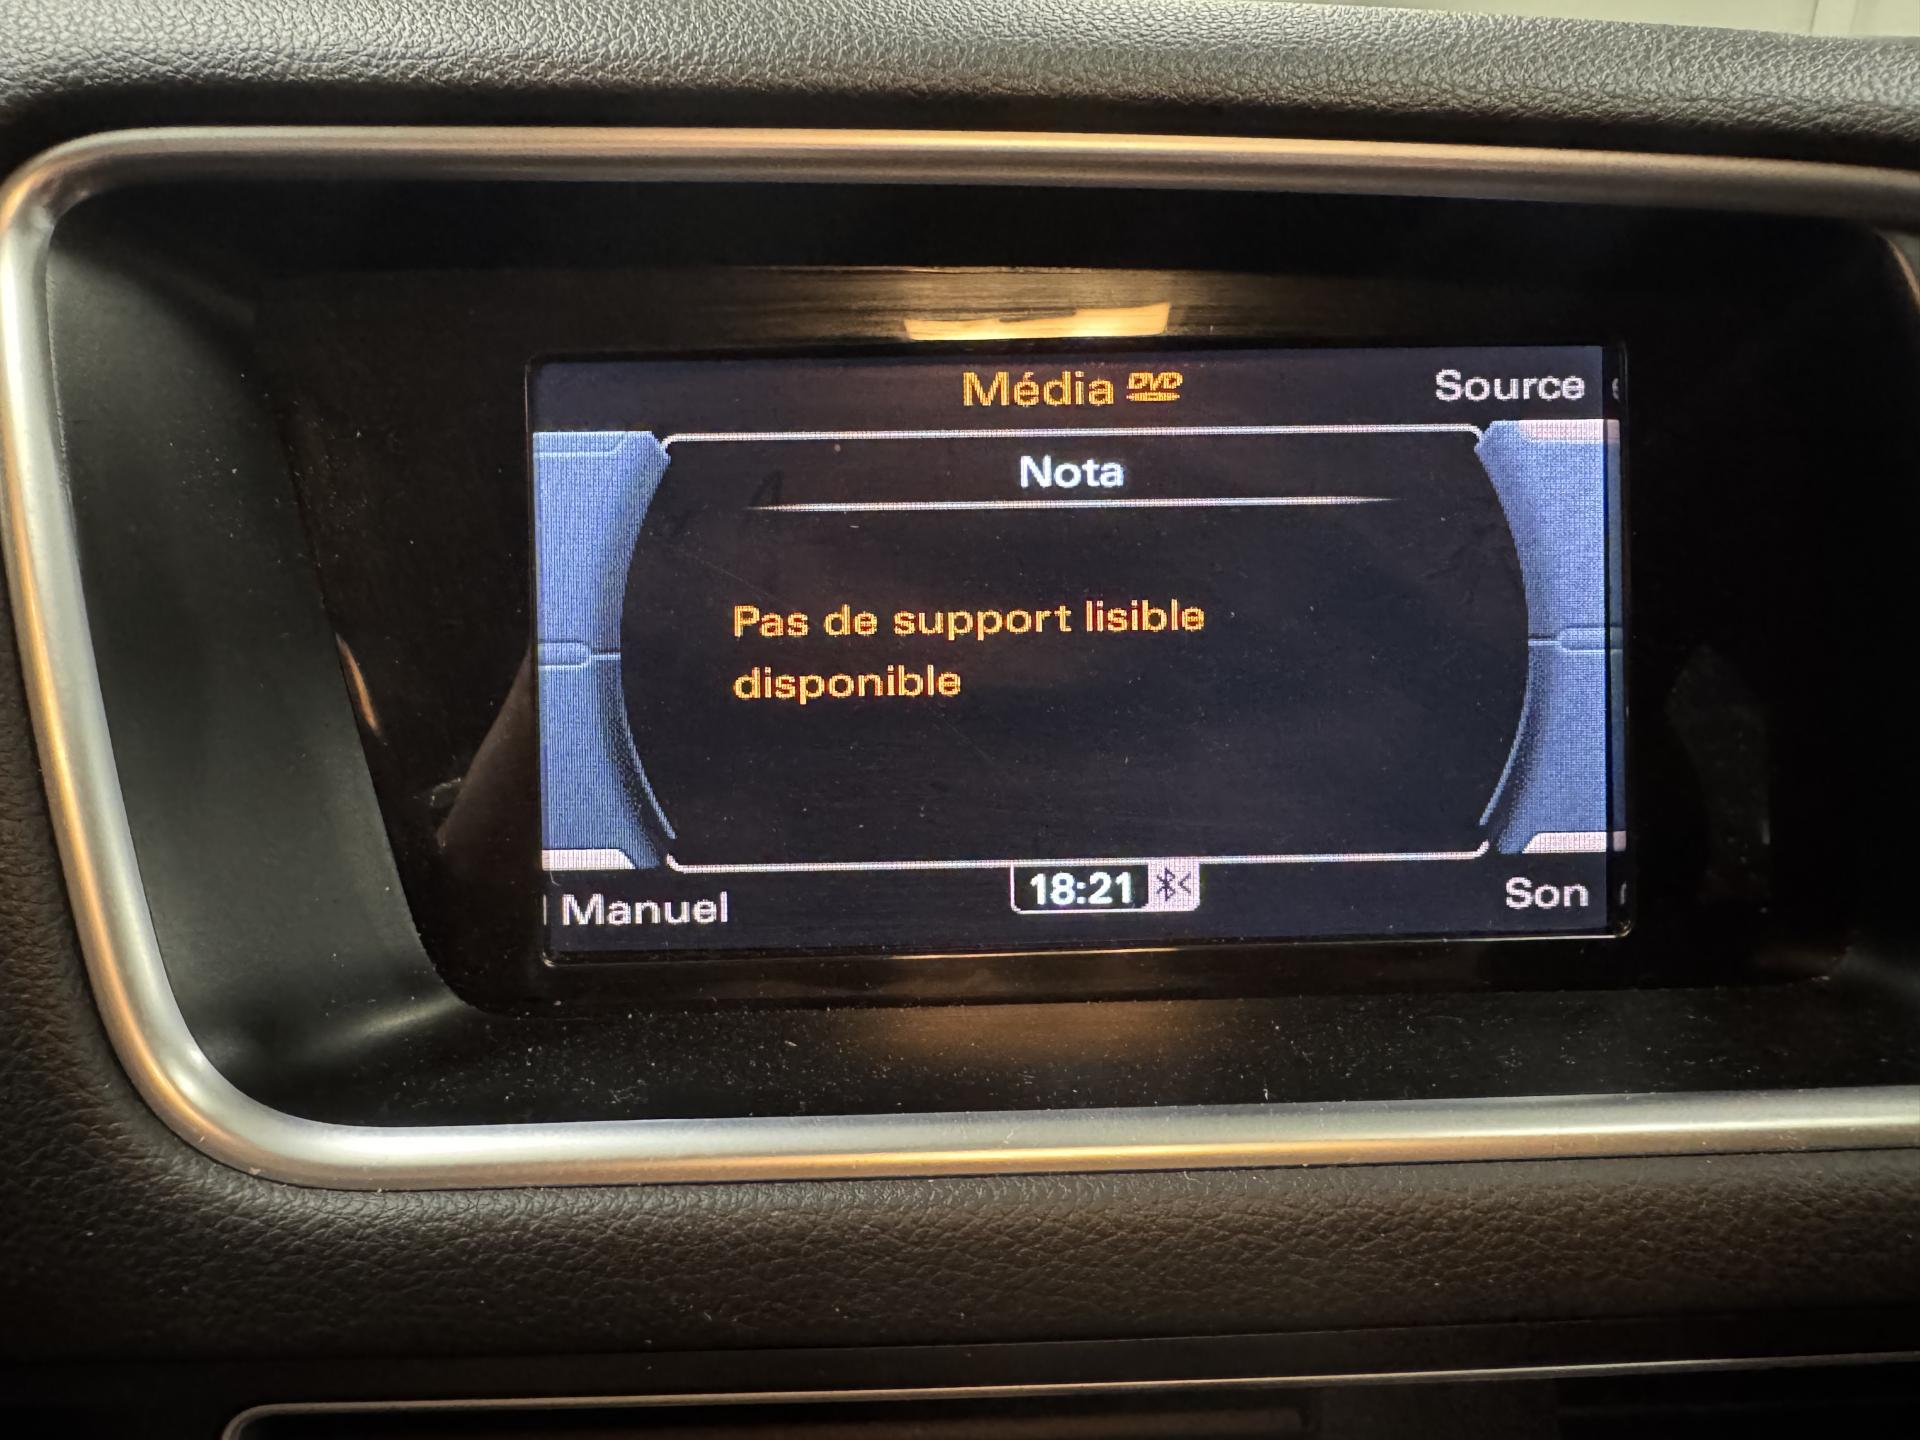 Média DVD
Source
Nota
Pas de support lisible
disponible
Manuel
18:21
Son